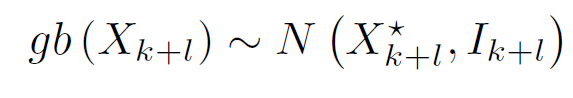 gb (X_{k+l}) ∼ N (X^⋆_{k+l}, I_{k+l})